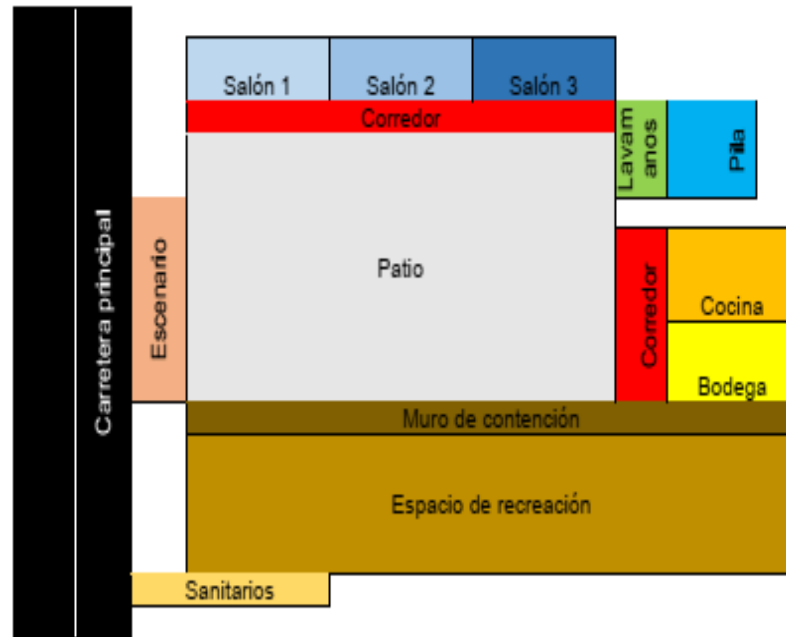 Salón 1
Salón 2
Salón 3
Corredor
Lavam
anos
Pilla
Carretera principal
Escenario
Patio
Corredor
Cocina
Bodega
Muro de contención
Espacio de recreación
Sanitarios